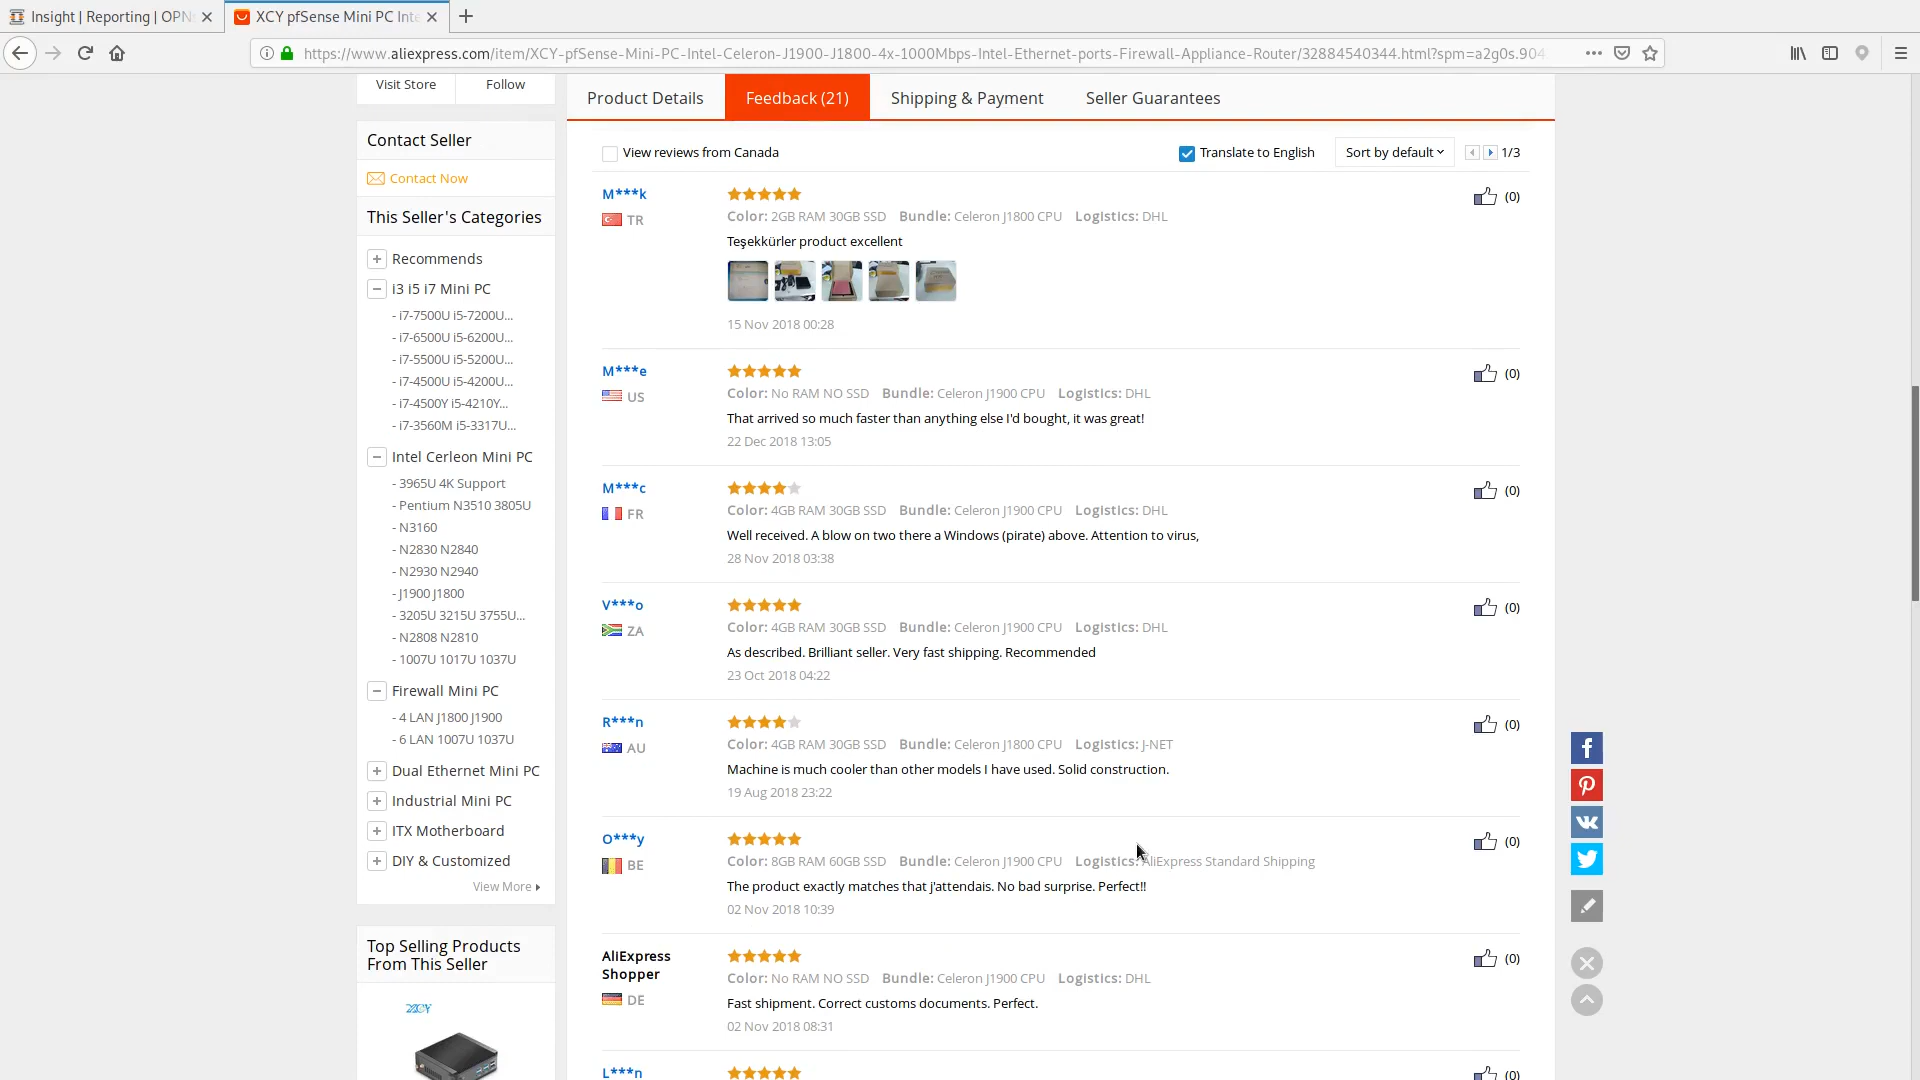 Insight | Reporting | OPN
XCY pfSense Mini PC Inte
https://www.aliexpress.com/item/XCY-pfSense-Mini-PC-Intel-Celeron-J1900-J1800-4x-1000Mbps-Intel-Ethernet-ports-Firewall-Appliance-Router/32884540344.html?spm=a2g0s.904
Visit Store
Follow
Contact Seller
Contact Now
This Seller's Categories
Recommends
i3 i5 i7 Mini PC
- i7-7500U i5-7200U...
- i7-6500U i5-6200U...
- i7-5500U i5-5200U...
- i7-4500U i5-4200U...
- i7-4500Y i5-4210Y...
- i7-3560M i5-3317U...
Intel Cerleon Mini PC
- 3965U 4K Support
- Pentium N3510 3805U
- N3160
- N2830 N2840
- N2930 N2940
- J1900 J1800
- 3205U 3215U 3755U...
- N2808 N2810
- 1007U 1017U 1037U
Firewall Mini PC
- 4 LAN J1800 J1900
- 6 LAN 1007U 1037U
Dual Ethernet Mini PC
Industrial Mini PC
ITX Motherboard
DIY & Customized
View More
Top Selling Products
From This Seller
XCY
Product Details
Feedback (21)
Shipping & Payment
Seller Guarantees
View reviews from Canada
Translate to English
Sort by default
1/3
M***k
TR
Color: 2GB RAM 30GB SSD Bundle: Celeron J1800 CPU Logistics: DHL
Teşekkürler product excellent
15 Nov 2018 00:28
(0)
M***e
US
Color: No RAM NO SSD Bundle: Celeron J1900 CPU Logistics: DHL
That arrived so much faster than anything else I'd bought, it was great!
22 Dec 2018 13:05
(0)
M***c
FR
Color: 4GB RAM 30GB SSD Bundle: Celeron J1900 CPU Logistics: DHL
Well received. A blow on two there a Windows (pirate) above. Attention to virus,
28 Nov 2018 03:38
(0)
V***o
ZA
Color: 4GB RAM 30GB SSD Bundle: Celeron J1900 CPU Logistics: DHL
As described. Brilliant seller. Very fast shipping. Recommended
23 Oct 2018 04:22
(0)
R***n
AU
Color: 4GB RAM 30GB SSD Bundle: Celeron J1800 CPU Logistics: J-NET
Machine is much cooler than other models I have used. Solid construction.
19 Aug 2018 23:22
(0)
O***y
BE
Color: 8GB RAM 60GB SSD Bundle: Celeron J1900 CPU Logistics: AliExpress Standard Shipping
The product exactly matches that j'attendais. No bad surprise. Perfect!!
02 Nov 2018 10:39
(0)
AliExpress
Shopper
DE
Color: No RAM NO SSD Bundle: Celeron J1900 CPU Logistics: DHL
Fast shipment. Correct customs documents. Perfect.
02 Nov 2018 08:31
(0)
L***n
(0)